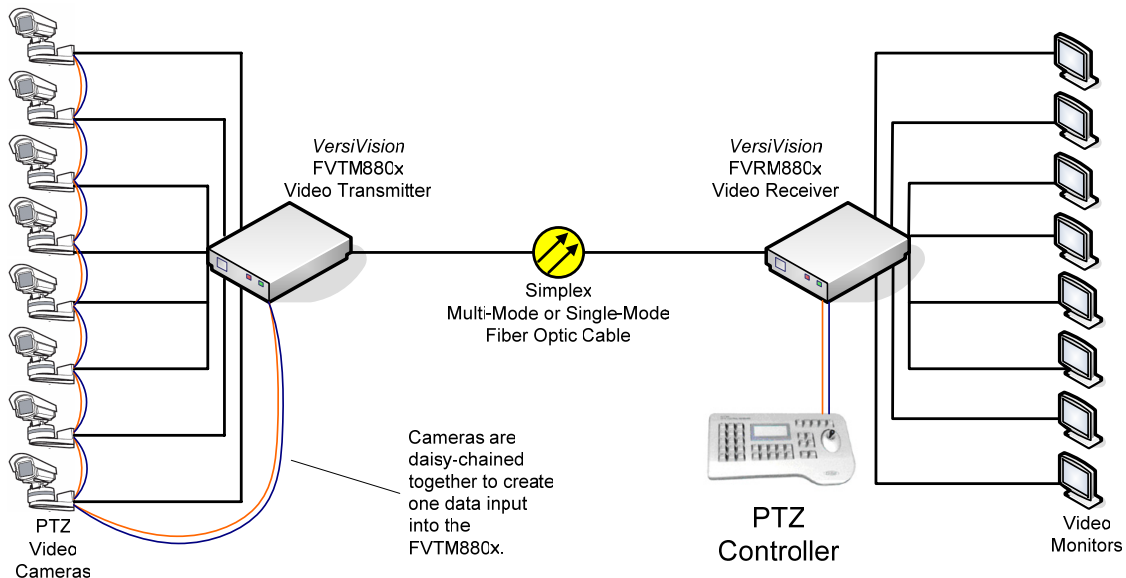 VersiVision
FVTM880x
Video Transmitter
VersiVision
FVRM880x
Video Receiver
Simplex
Multi-Mode or Single-Mode
Fiber Optic Cable
Cameras are
daisy-chained
together to create
one data input
into the
FVTM880x.
PTZ
Video
Cameras
PTZ
Controller
Video
Monitors